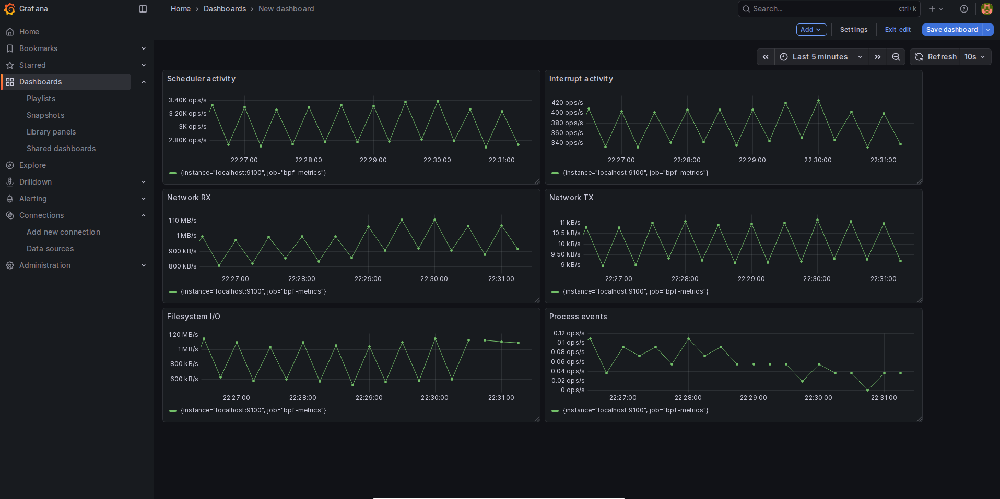 Grafana
Home › Dashboards › New dashboard
Search... ctrl+k
Home
Bookmarks
Starred
Dashboards
Playlists
Snapshots
Library panels
Shared dashboards
Explore
Drilldown
Alerting
Connections
Add new connection
Data sources
Administration
Add Settings Exit edit Save dashboard
Last 5 minutes Refresh 10s
Scheduler activity
3.40K ops/s
3.20K ops/s
3K ops/s
2.80K ops/s
22:27:00 22:28:00 22:29:00 22:30:00 22:31:00
{instance="localhost:9100", job="bpf-metrics"}
Interrupt activity
420 ops/s
400 ops/s
380 ops/s
360 ops/s
340 ops/s
22:27:00 22:28:00 22:29:00 22:30:00 22:31:00
{instance="localhost:9100", job="bpf-metrics"}
Network RX
1.10 MB/s
1 MB/s
900 kB/s
800 kB/s
22:27:00 22:28:00 22:29:00 22:30:00 22:31:00
{instance="localhost:9100", job="bpf-metrics"}
Network TX
11 kB/s
10.5 kB/s
10 kB/s
9.50 kB/s
9 kB/s
22:27:00 22:28:00 22:29:00 22:30:00 22:31:00
{instance="localhost:9100", job="bpf-metrics"}
Filesystem I/O
1.20 MB/s
1 MB/s
800 kB/s
600 kB/s
22:27:00 22:28:00 22:29:00 22:30:00 22:31:00
{instance="localhost:9100", job="bpf-metrics"}
Process events
0.12 ops/s
0.1 ops/s
0.08 ops/s
0.06 ops/s
0.04 ops/s
0.02 ops/s
0 ops/s
22:27:00 22:28:00 22:29:00 22:30:00 22:31:00
{instance="localhost:9100", job="bpf-metrics"}